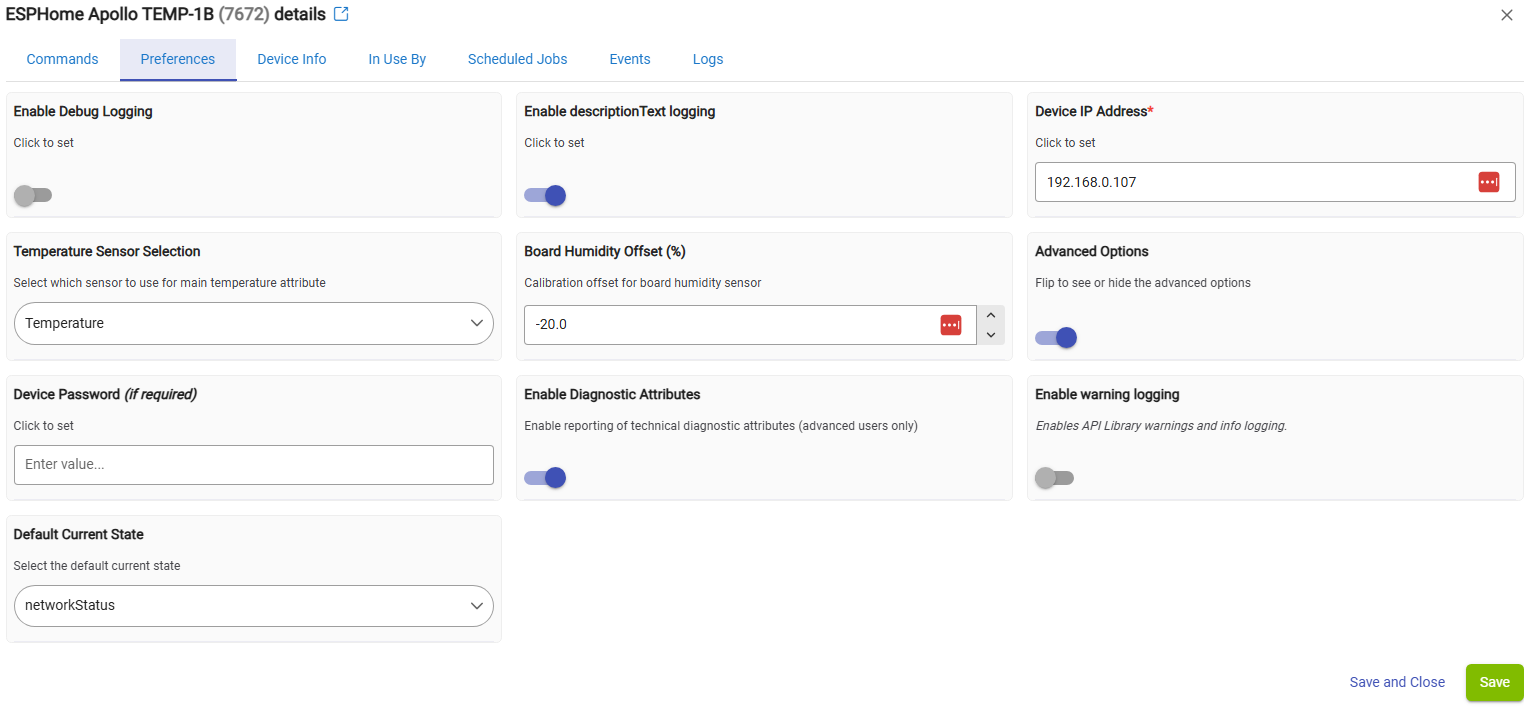 ESPHome Apollo TEMP-1B (7672) details
Commands Preferences Device Info In Use By Scheduled Jobs Events Logs
Enable Debug Logging
Click to set
Enable descriptionText logging
Click to set
Device IP Address*
Click to set
192.168.0.107
Temperature Sensor Selection
Select which sensor to use for main temperature attribute
Temperature
Board Humidity Offset (%)
Calibration offset for board humidity sensor
-20.0
Advanced Options
Flip to see or hide the advanced options
Device Password (if required)
Click to set
Enter value...
Enable Diagnostic Attributes
Enable reporting of technical diagnostic attributes (advanced users only)
Enable warning logging
Enables API Library warnings and info logging.
Default Current State
Select the default current state
networkStatus
Save and Close Save